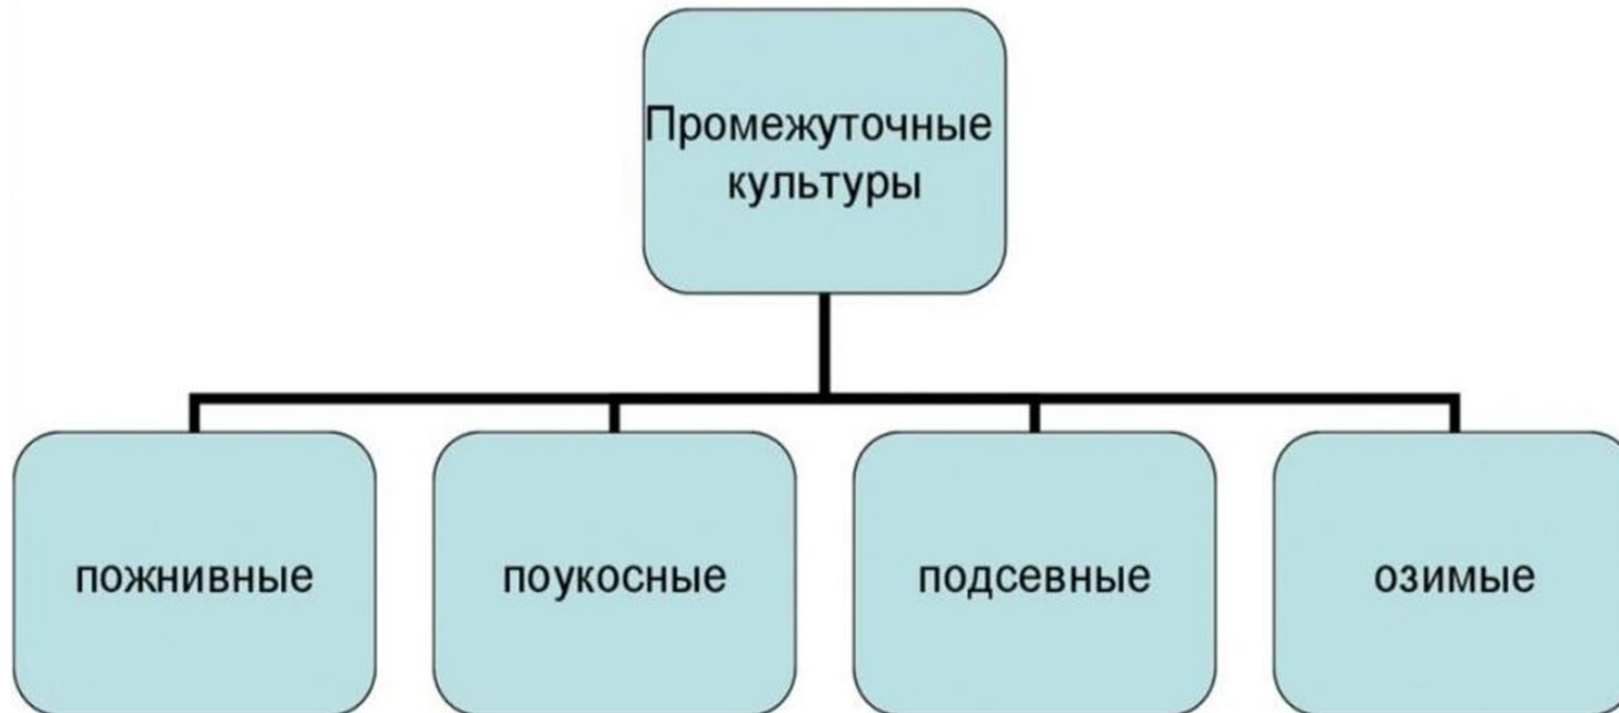 Промежуточные
культуры
пожнивные
поукосные
подсевные
озимые